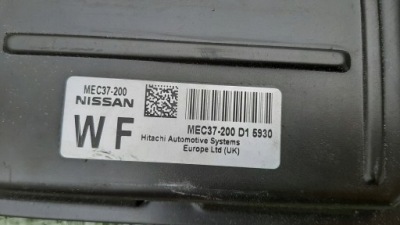 MEC37-200
NISSAN
W F
MEC37-200 D1 5930
Hitachi Automotive Systems
Europe Ltd (UK)